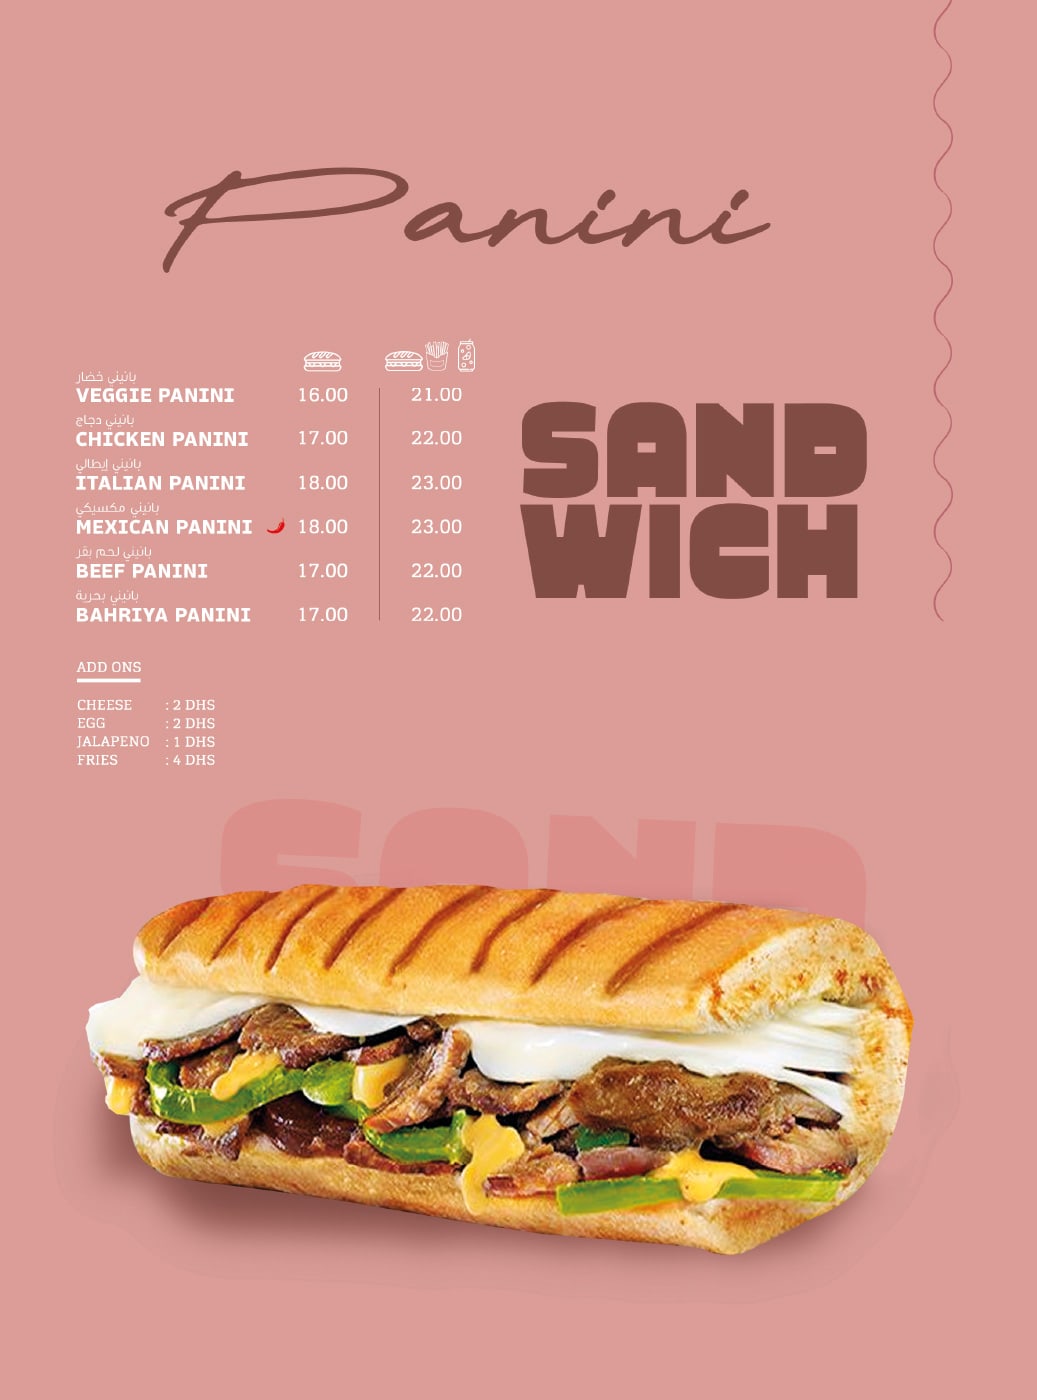 Panini
بانيني خضار
VEGGIE PANINI 16.00 21.00
بانيني دجاج
CHICKEN PANINI 17.00 22.00
بانيني إيطالي
ITALIAN PANINI 18.00 23.00
بانيني مكسيكي
MEXICAN PANINI 18.00 23.00
بانيني لحم بقر
BEEF PANINI 17.00 22.00
بانيني بحرية
BAHRIYA PANINI 17.00 22.00
SAND
WICH
ADD ONS
CHEESE : 2 DHS
EGG : 2 DHS
JALAPENO : 1 DHS
FRIES : 4 DHS
SAND